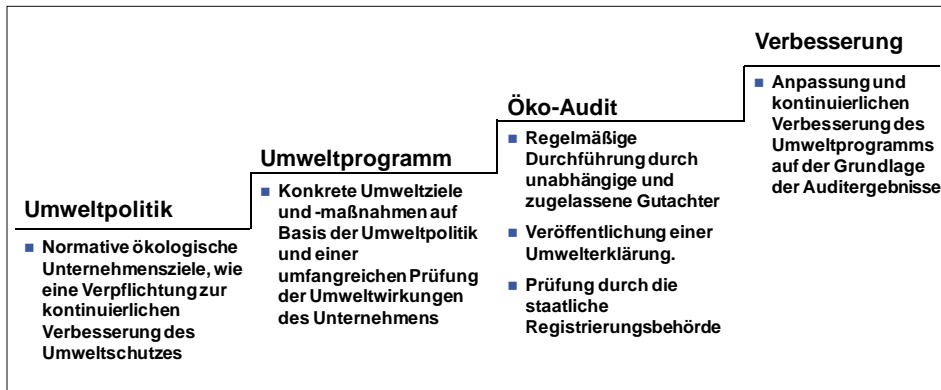 Umweltpolitik
Normative ökologische
Unternehmensziele, wie
eine Verpflichtung zur
kontinuierlichen
Verbesserung des
Umweltschutzes
Umweltprogramm
Konkrete Umweltziele
und -maßnahmen auf
Basis der Umweltpolitik
und einer
umfangreichen Prüfung
der Umweltwirkungen
des Unternehmens
Öko-Audit
Regelmäßige
Durchführung durch
unabhängige und
zugelassene Gutachter
Veröffentlichung einer
Umwelterklärung.
Prüfung durch die
staatliche
Registrierungsbehörde
Verbesserung
Anpassung und
kontinuierlichen
Verbesserung des
Umweltprogramms
auf der Grundlage
der Auditergebnisse